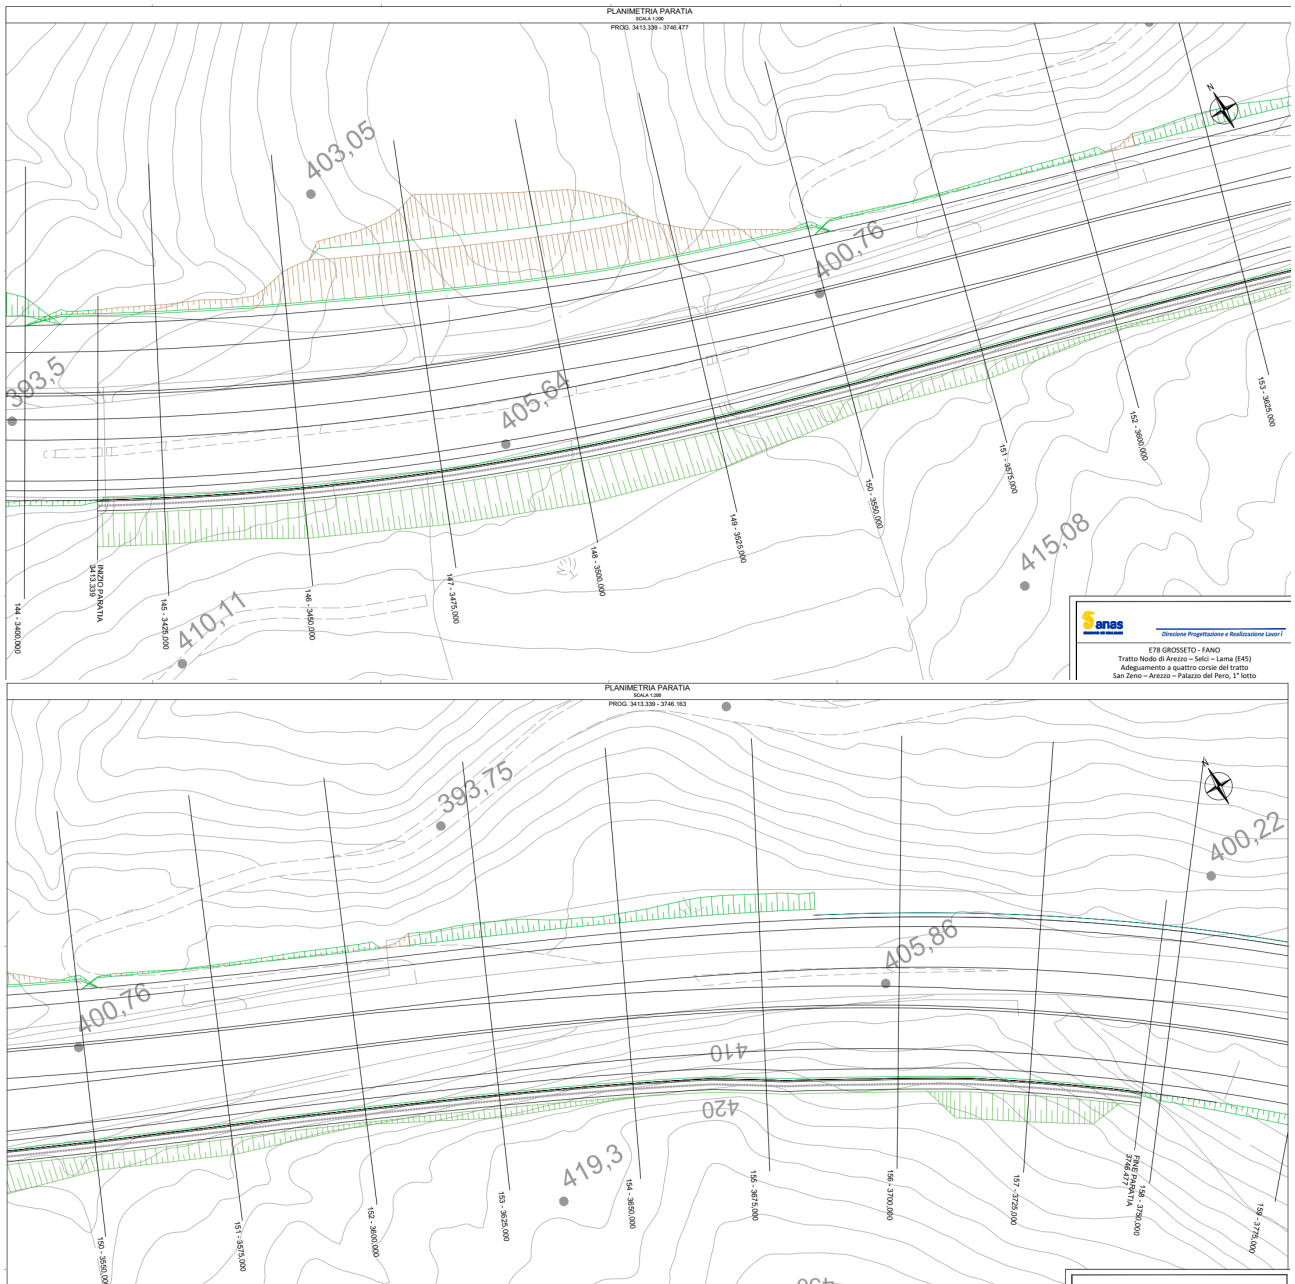 PLANIMETRIA PARATIA
SCALA 1:200
PROG. 3413.339 - 3746.477
N
403,05
400,76
393,5
405,64
415,08
410,11
144 - 3400,000
INIZIO PARATIA
3413.339
145 - 3425,000
146 - 3450,000
147 - 3475,000
148 - 3500,000
149 - 3525,000
150 - 3550,000
151 - 3575,000
152 - 3600,000
153 - 3625,000
Sanas
Direzione Progettazione e Realizzazione Lavori
E78 GROSSETO - FANO
Tratto Nodo di Arezzo – Selci – Lama (E45)
Adeguamento a quattro corsie del tratto
San Zeno – Arezzo – Palazzo del Pero, 1° lotto
PLANIMETRIA PARATIA
SCALA 1:200
PROG. 3413.339 - 3746.163
N
393,75
400,22
405,86
400,76
410
420
419,3
150 - 3550,000
151 - 3575,000
152 - 3600,000
153 - 3625,000
154 - 3650,000
155 - 3675,000
156 - 3700,000
157 - 3725,000
FINE PARATIA
3746.477
158 - 3750,000
159 - 3775,000